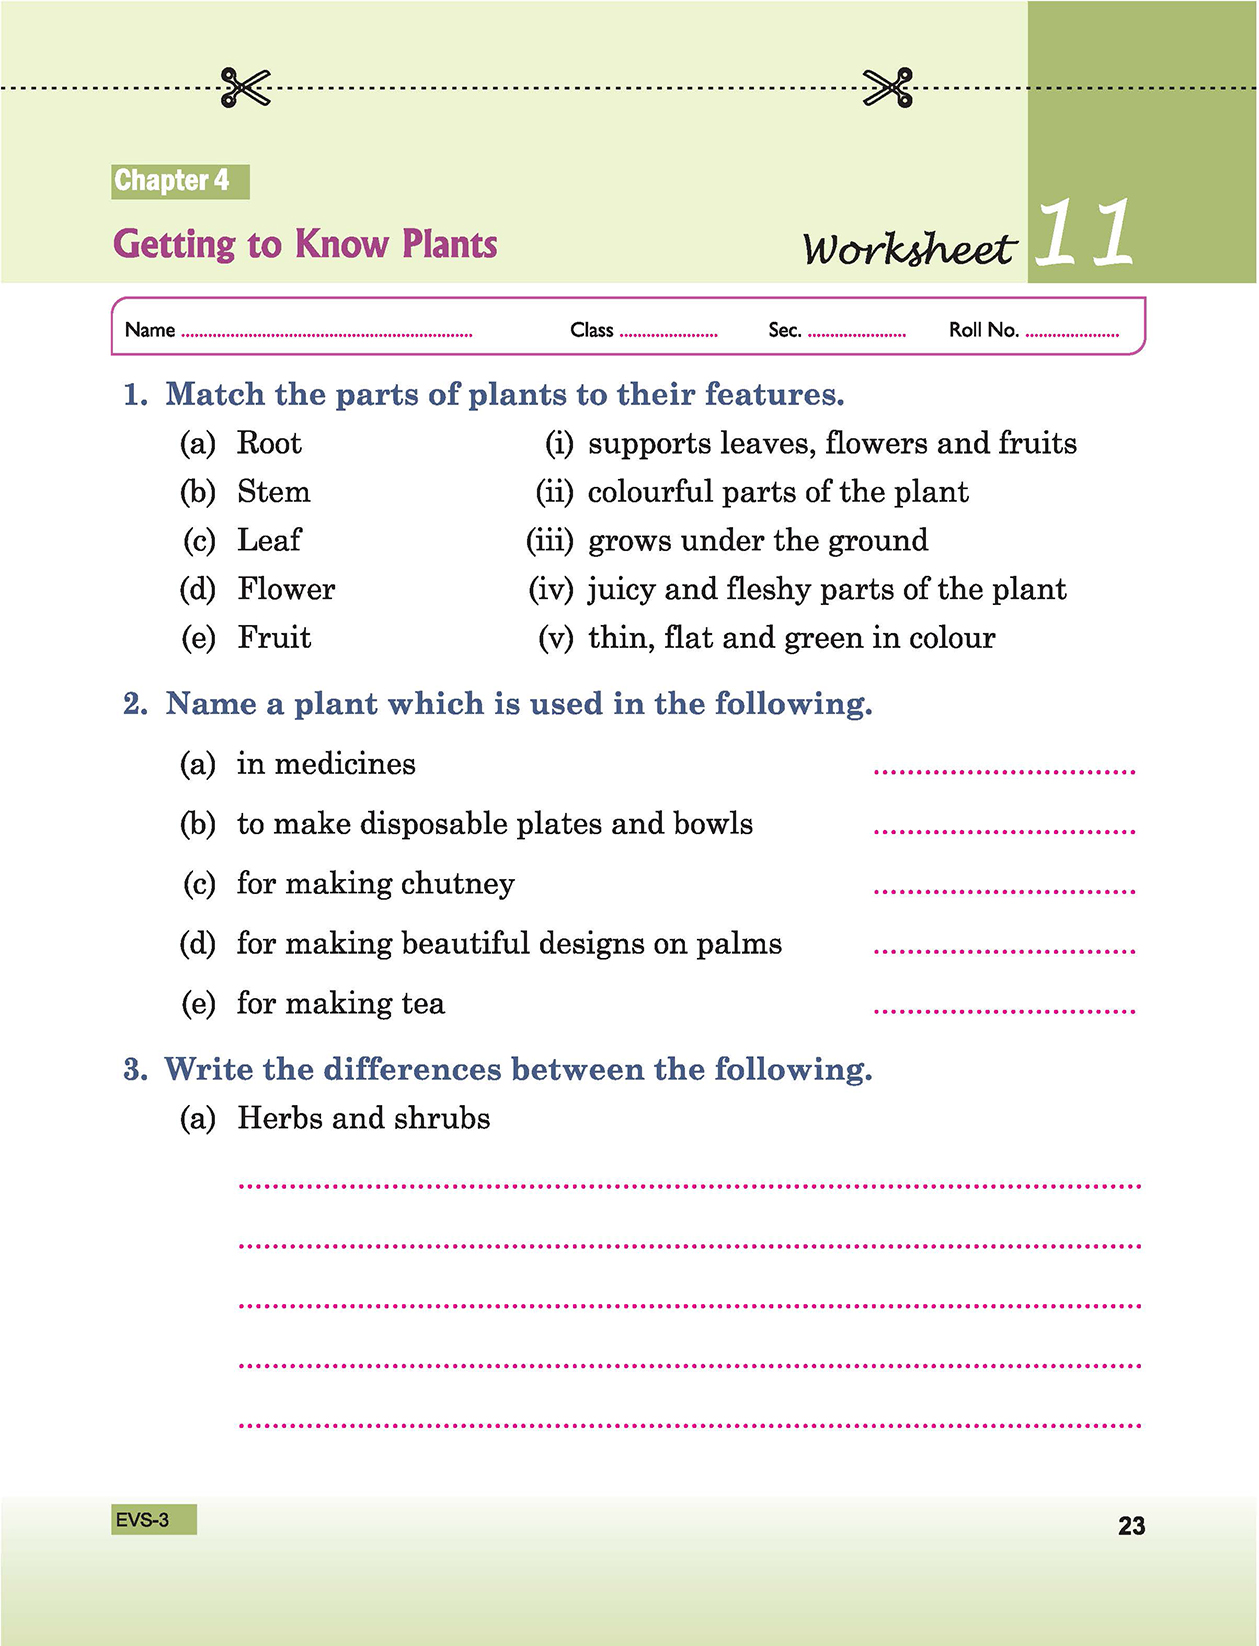 Chapter 4
Getting to Know Plants
Worksheet 11
Name ........................ Class ............ Sec. ............ Roll No. ............
1. Match the parts of plants to their features.
(a) Root (i) supports leaves, flowers and fruits
(b) Stem (ii) colourful parts of the plant
(c) Leaf (iii) grows under the ground
(d) Flower (iv) juicy and fleshy parts of the plant
(e) Fruit (v) thin, flat and green in colour
2. Name a plant which is used in the following.
(a) in medicines ..............................
(b) to make disposable plates and bowls ..............................
(c) for making chutney ..............................
(d) for making beautiful designs on palms ..............................
(e) for making tea ..............................
3. Write the differences between the following.
(a) Herbs and shrubs
EVS-3
23